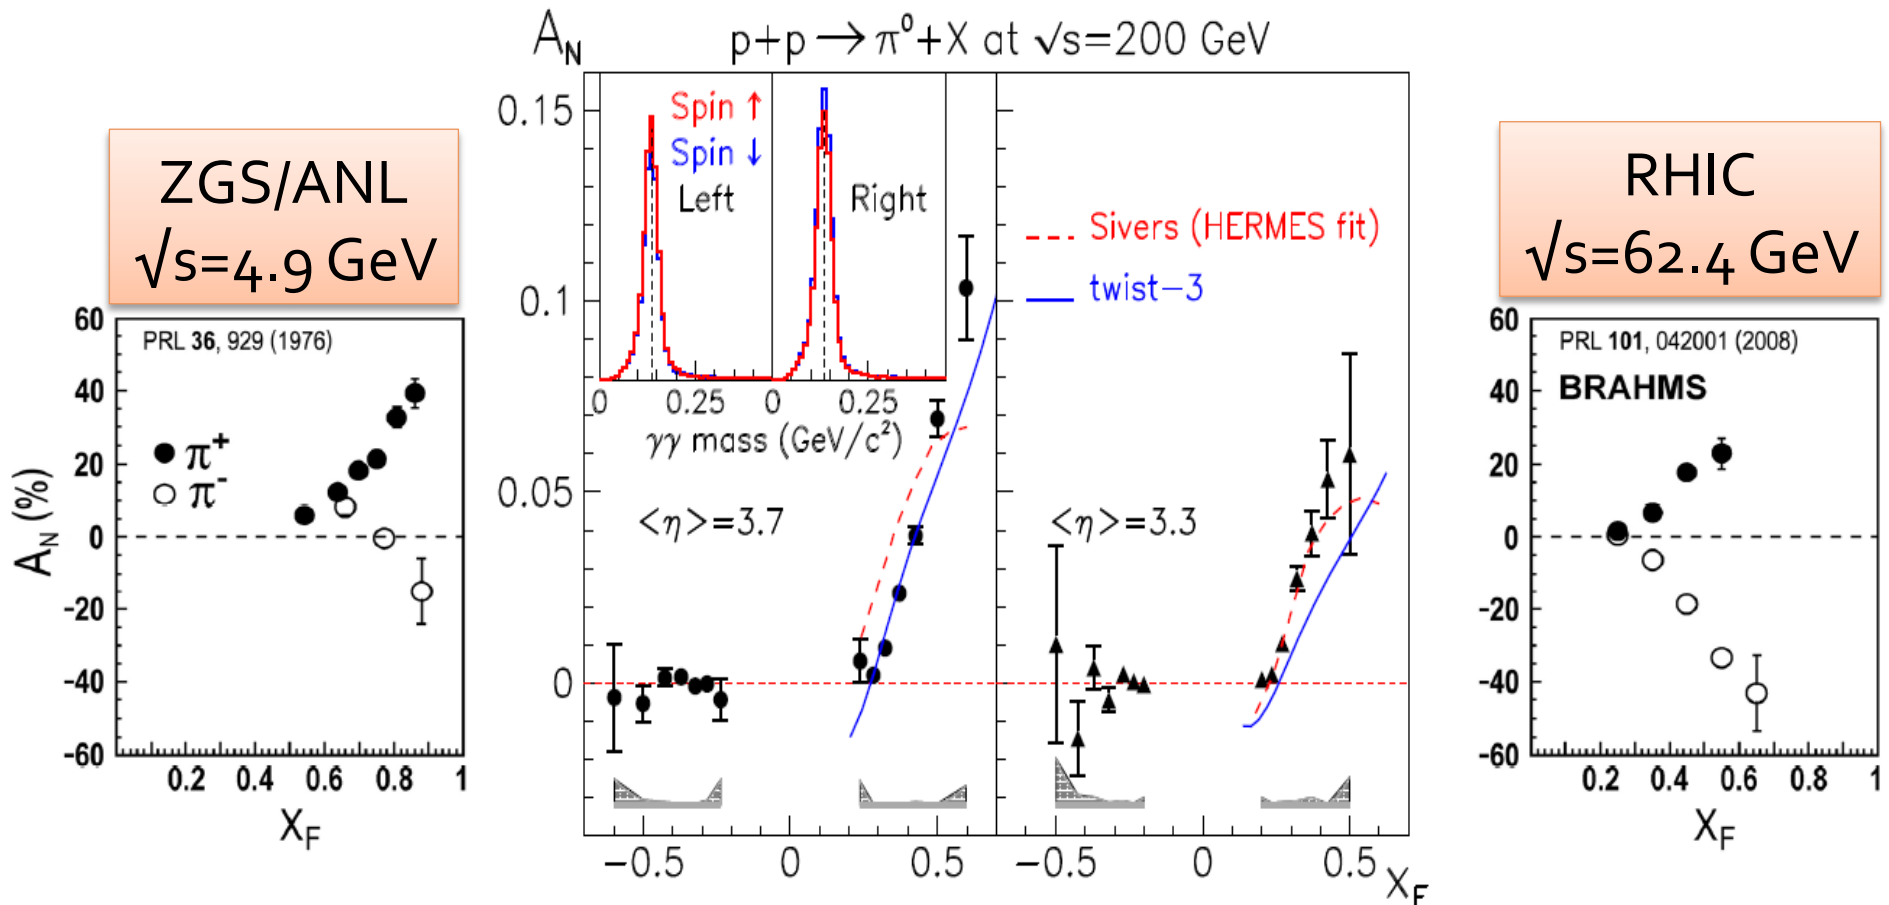 A_N p+p → π⁰+X at √s=200 GeV
ZGS/ANL
√s=4.9 GeV
PRL 36, 929 (1976)
π⁺
π⁻
A_N (%)
60
40
20
0
-20
-40
-60
0.2 0.4 0.6 0.8 1
X_F
0.15
0.1
0.05
0
Spin ↑
Spin ↓
Left
Right
0 0.25 0 0.25
γγ mass (GeV/c²)
<η>=3.7
-0.5 0 0.5
Sivers (HERMES fit)
twist-3
<η>=3.3
-0.5 0 0.5
X_F
RHIC
√s=62.4 GeV
PRL 101, 042001 (2008)
BRAHMS
60
40
20
0
-20
-40
-60
0.2 0.4 0.6 0.8 1
X_F